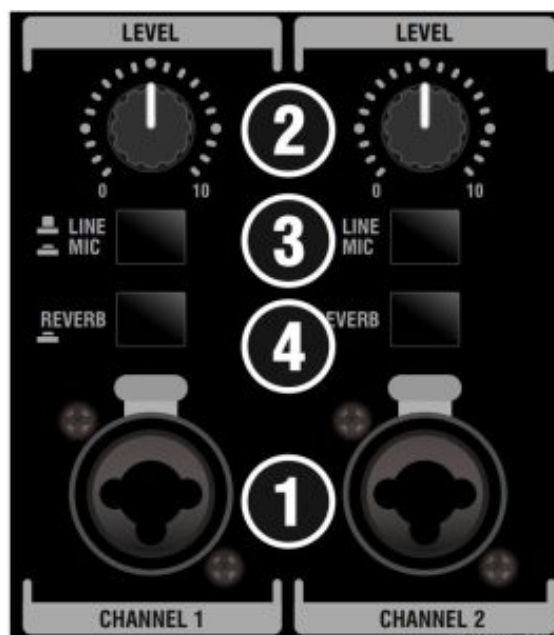 LEVEL LEVEL
2
0 10 0 10
3
LINE LINE
MIC MIC
REVERB EVERB
4
1
CHANNEL 1 CHANNEL 2